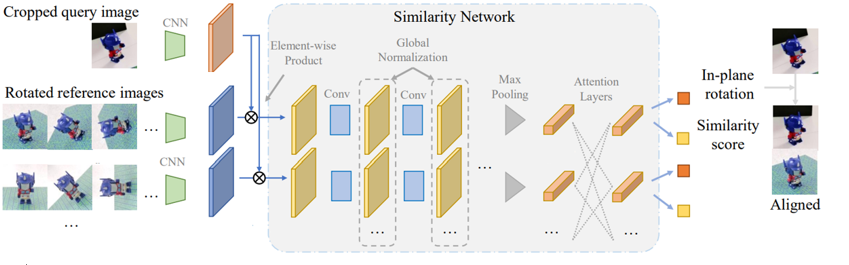 Cropped query image
CNN
Similarity Network
Element-wise
Product
Global
Normalization
Rotated reference images
...
CNN
...
...
Conv
Conv
...
...
...
Max
Pooling
Attention
Layers
...
...
In-plane
rotation
Similarity
score
Aligned